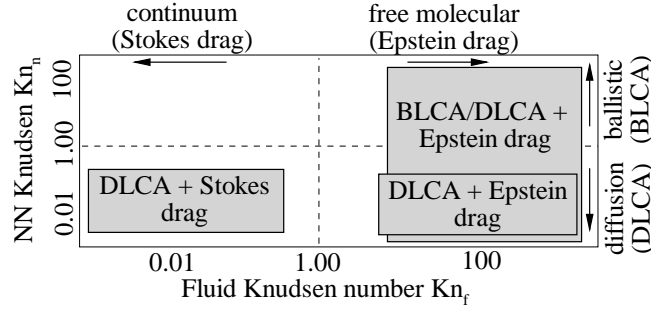 continuum
(Stokes drag)
free molecular
(Epstein drag)
NN Knudsen Kn_n
100
1.00
0.01
BLCA/DLCA +
Epstein drag
DLCA + Stokes
drag
DLCA + Epstein
drag
ballistic
(BLCA)
diffusion
(DLCA)
0.01
1.00
100
Fluid Knudsen number Kn_f